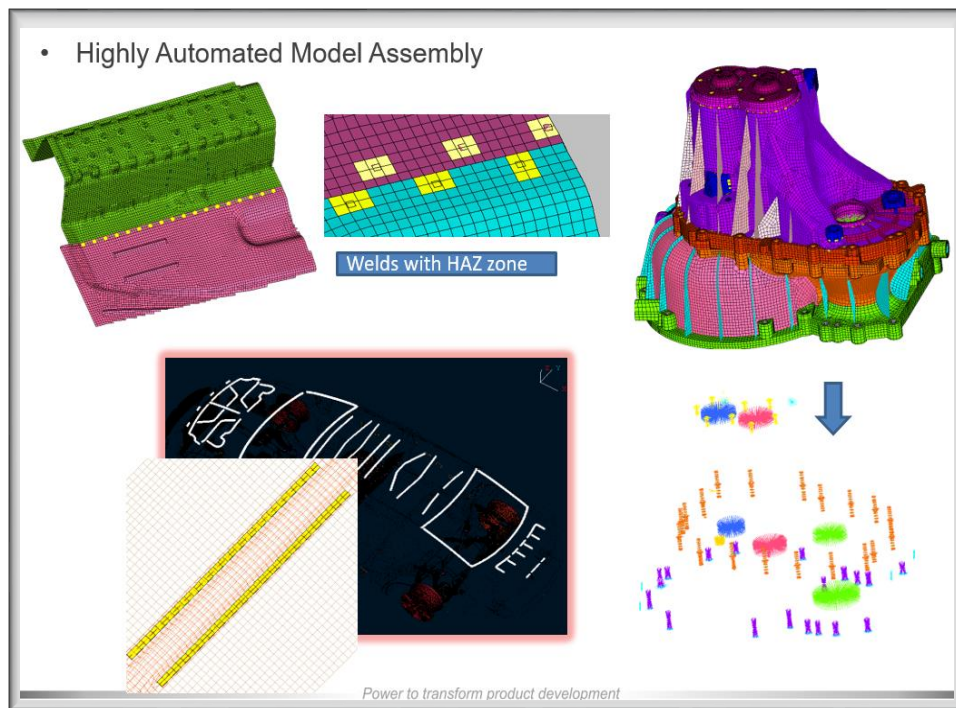 • Highly Automated Model Assembly
Welds with HAZ zone
Power to transform product development